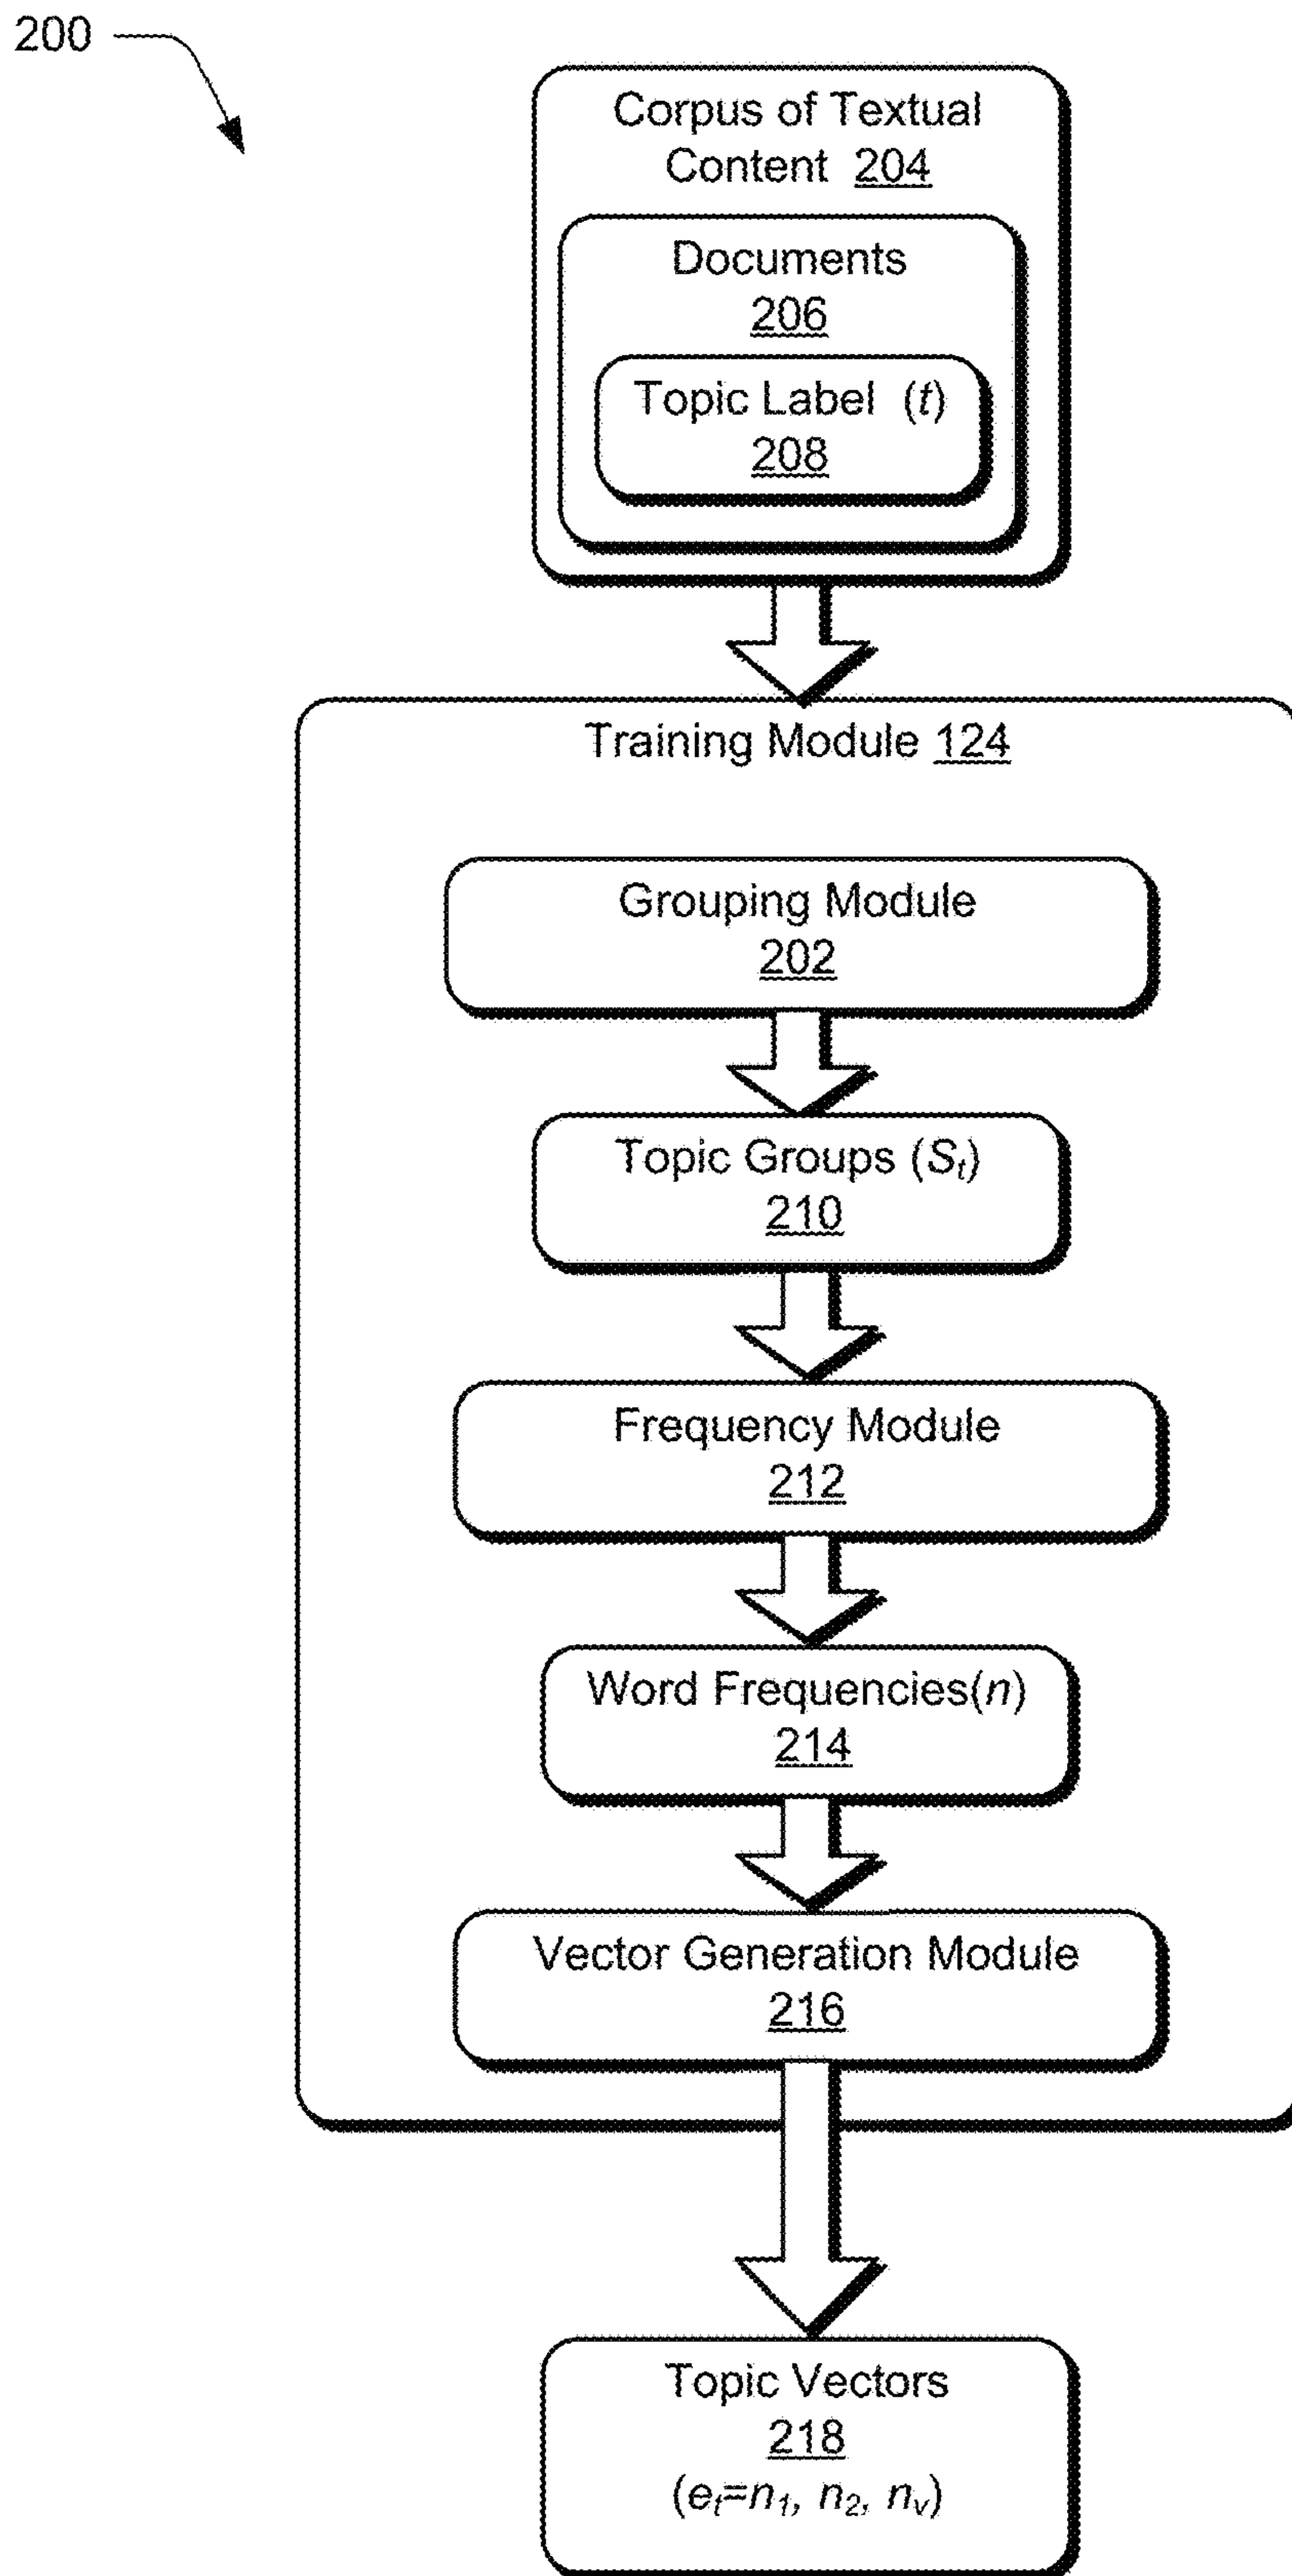 200
Corpus of Textual
Content 204
Documents
206
Topic Label (t)
208
Training Module 124
Grouping Module
202
Topic Groups (Sₜ)
210
Frequency Module
212
Word Frequencies(n)
214
Vector Generation Module
216
Topic Vectors
218
(eₜ=n₁, n₂, nᵥ)